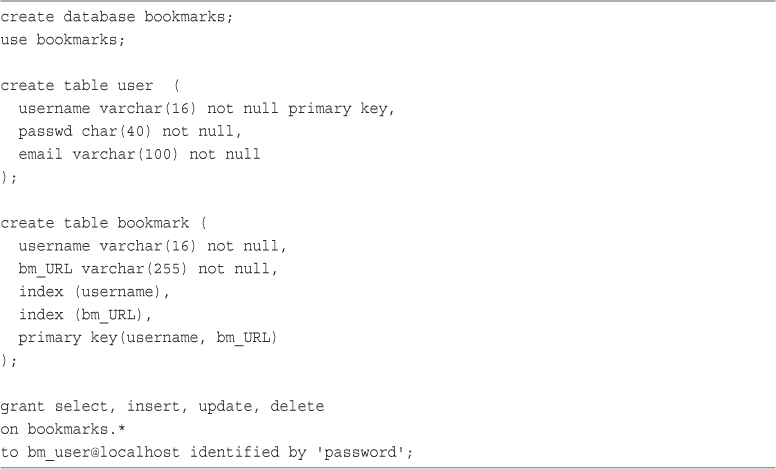 create database bookmarks;
use bookmarks;

create table user  (
  username varchar(16) not null primary key,
  passwd char(40) not null,
  email varchar(100) not null
);

create table bookmark (
  username varchar(16) not null,
  bm_URL varchar(255) not null,
  index (username),
  index (bm_URL),
  primary key(username, bm_URL)
);

grant select, insert, update, delete
on bookmarks.*
to bm_user@localhost identified by 'password';